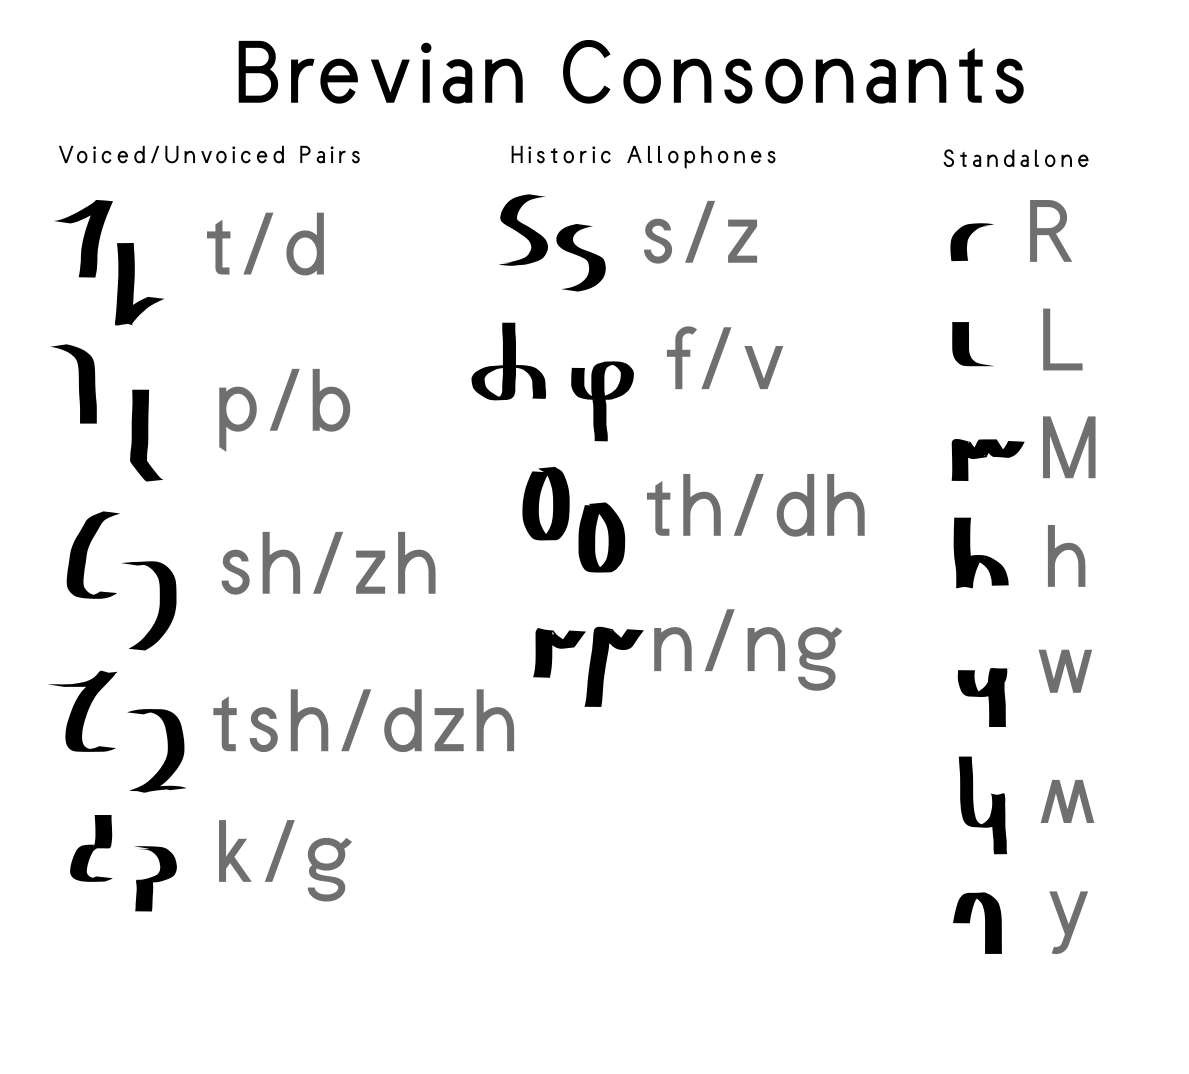 Brevian Consonants
Voiced/Unvoiced Pairs
t/d
p/b
sh/zh
tsh/dzh
k/g
Historic Allophones
s/z
f/v
th/dh
n/ng
Standalone
R
L
M
h
w
ʍ
y